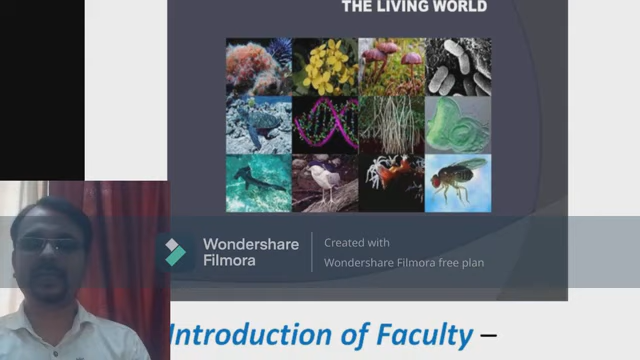 THE LIVING WORLD
Wondershare
Filmora
Created with
Wondershare Filmora free plan
Introduction of Faculty –